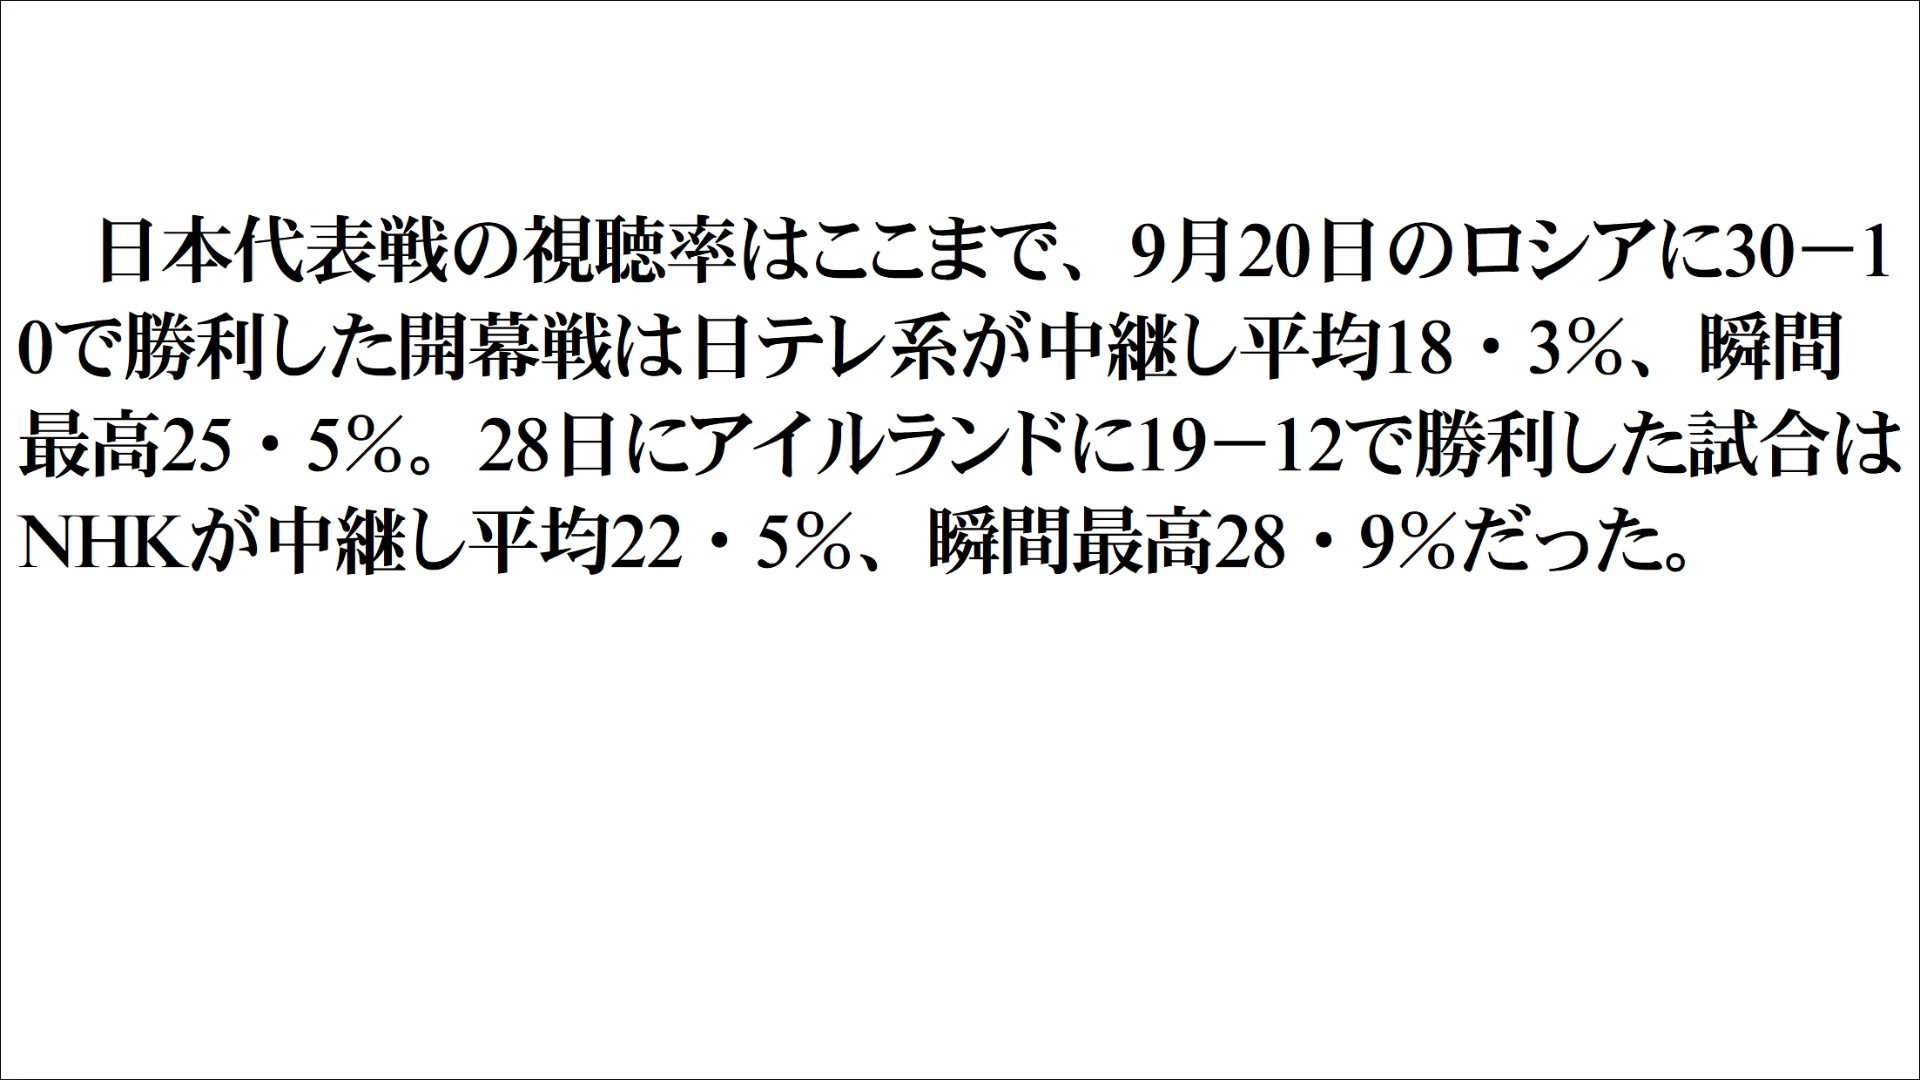 日本代表戦の視聴率はここまで、9月20日のロシアに30－1
0で勝利した開幕戦は日テレ系が中継し平均18・3％、瞬間
最高25・5％。28日にアイルランドに19－12で勝利した試合は
NHKが中継し平均22・5％、瞬間最高28・9％だった。